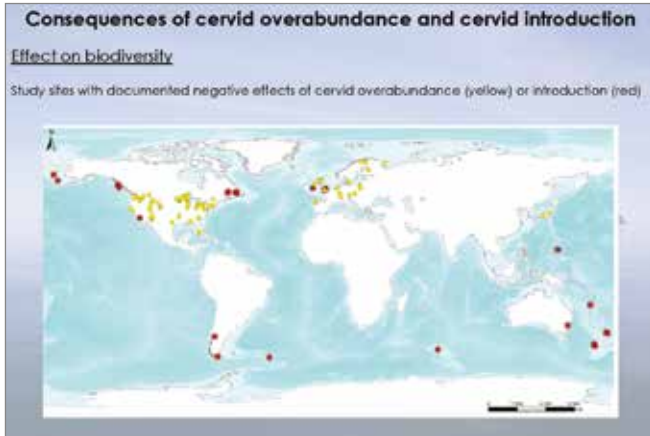 Consequences of cervid overabundance and cervid introduction
Effect on biodiversity
Study sites with documented negative effects of cervid overabundance (yellow) or introduction (red)